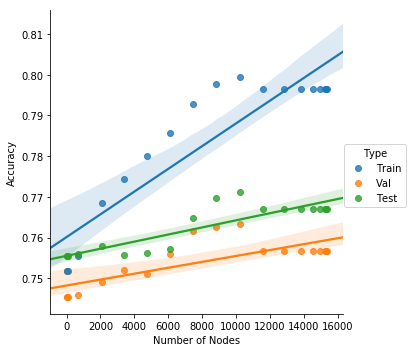 0.81
0.80
0.79
0.78
0.77
0.76
0.75
Accuracy
0 2000 4000 6000 8000 10000 12000 14000 16000
Number of Nodes
Type
Train
Val
Test